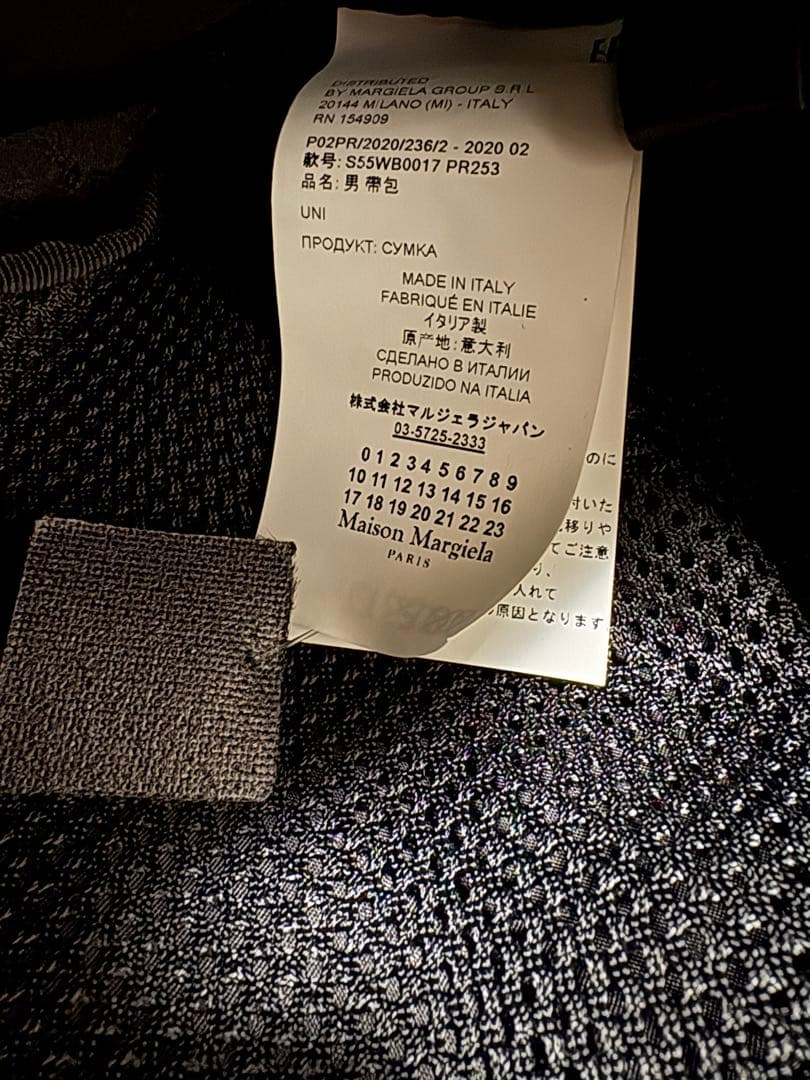 DISTRIBUTED
BY MARGIELA GROUP S.R.L
20144 MILANO (MI) - ITALY
RN 154909
P02PR/2020/236/2 - 2020 02
款号: S55WB0017 PR253
品名: 男 帶包
UNI
ПРОДУКТ: СУМКА
MADE IN ITALY
FABRIQUÉ EN ITALIE
イタリア製
原产地:意大利
СДЕЛАНО В ИТАЛИИ
PRODUZIDO NA ITALIA
株式会社マルジェラジャパン
03-5725-2333
0 1 2 3 4 5 6 7 8 9
10 11 12 13 14 15 16
17 18 19 20 21 22 23
Maison Margiela
PARIS
のに
付いた
移りや
てご注意
り、
入れて
原因となります